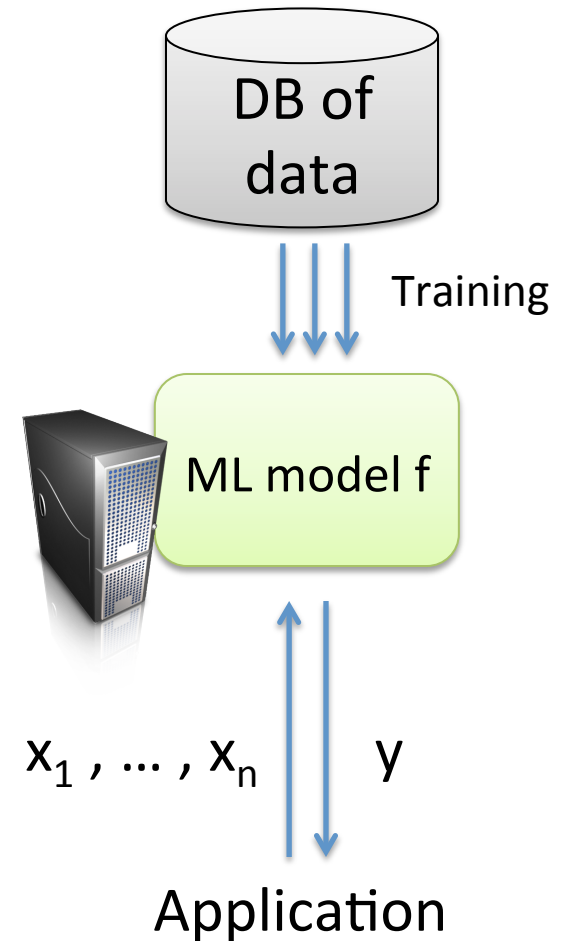 DB of
data
Training
ML model f
x₁ , … , xₙ
y
Application